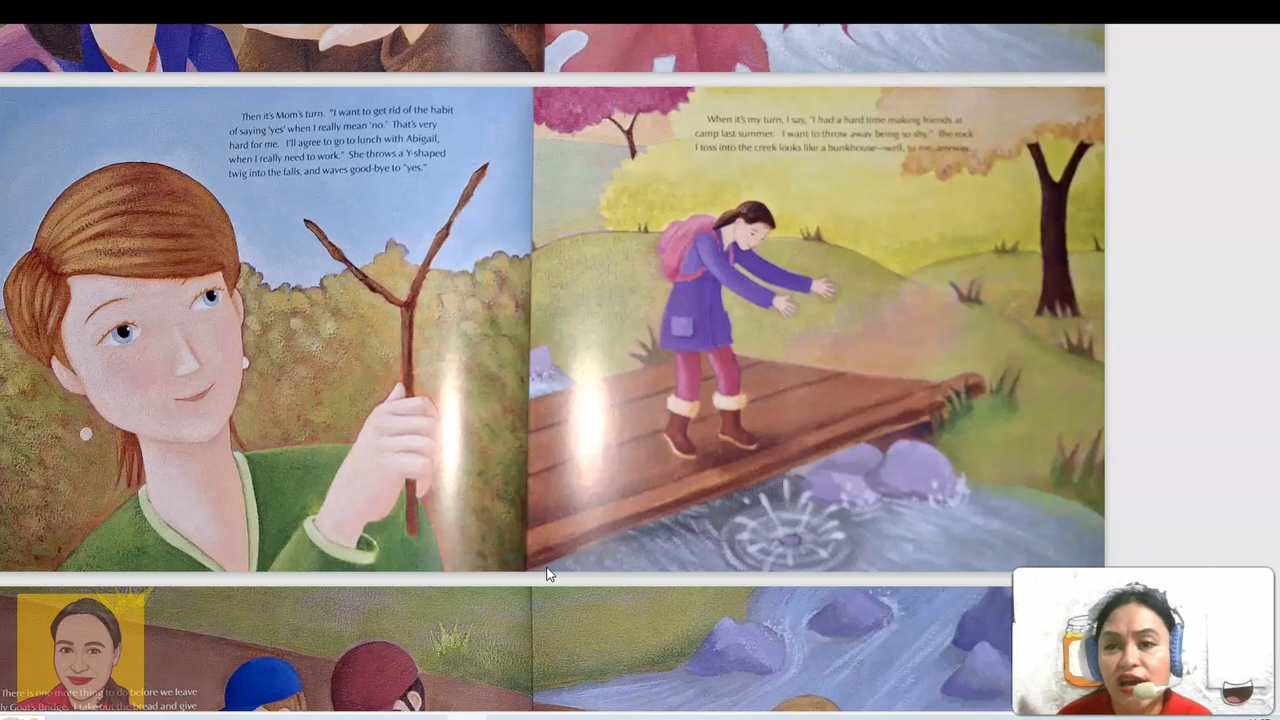 Then it's Mom's turn. "I want to get rid of the habit
of saying 'yes' when I really mean 'no.' That's very
hard for me. I'll agree to go to lunch with Abigail,
when I really need to work." She throws a Y-shaped
twig into the falls, and waves good-bye to "yes."
When it's my turn, I say, "I had a hard time making friends at
camp last summer. I want to throw away being so shy." The rock
I toss into the creek looks like a bunkhouse—well, to me, anyway.
There is one more thing to do before we leave
ly Goat's Bridge. I take out the bread and give